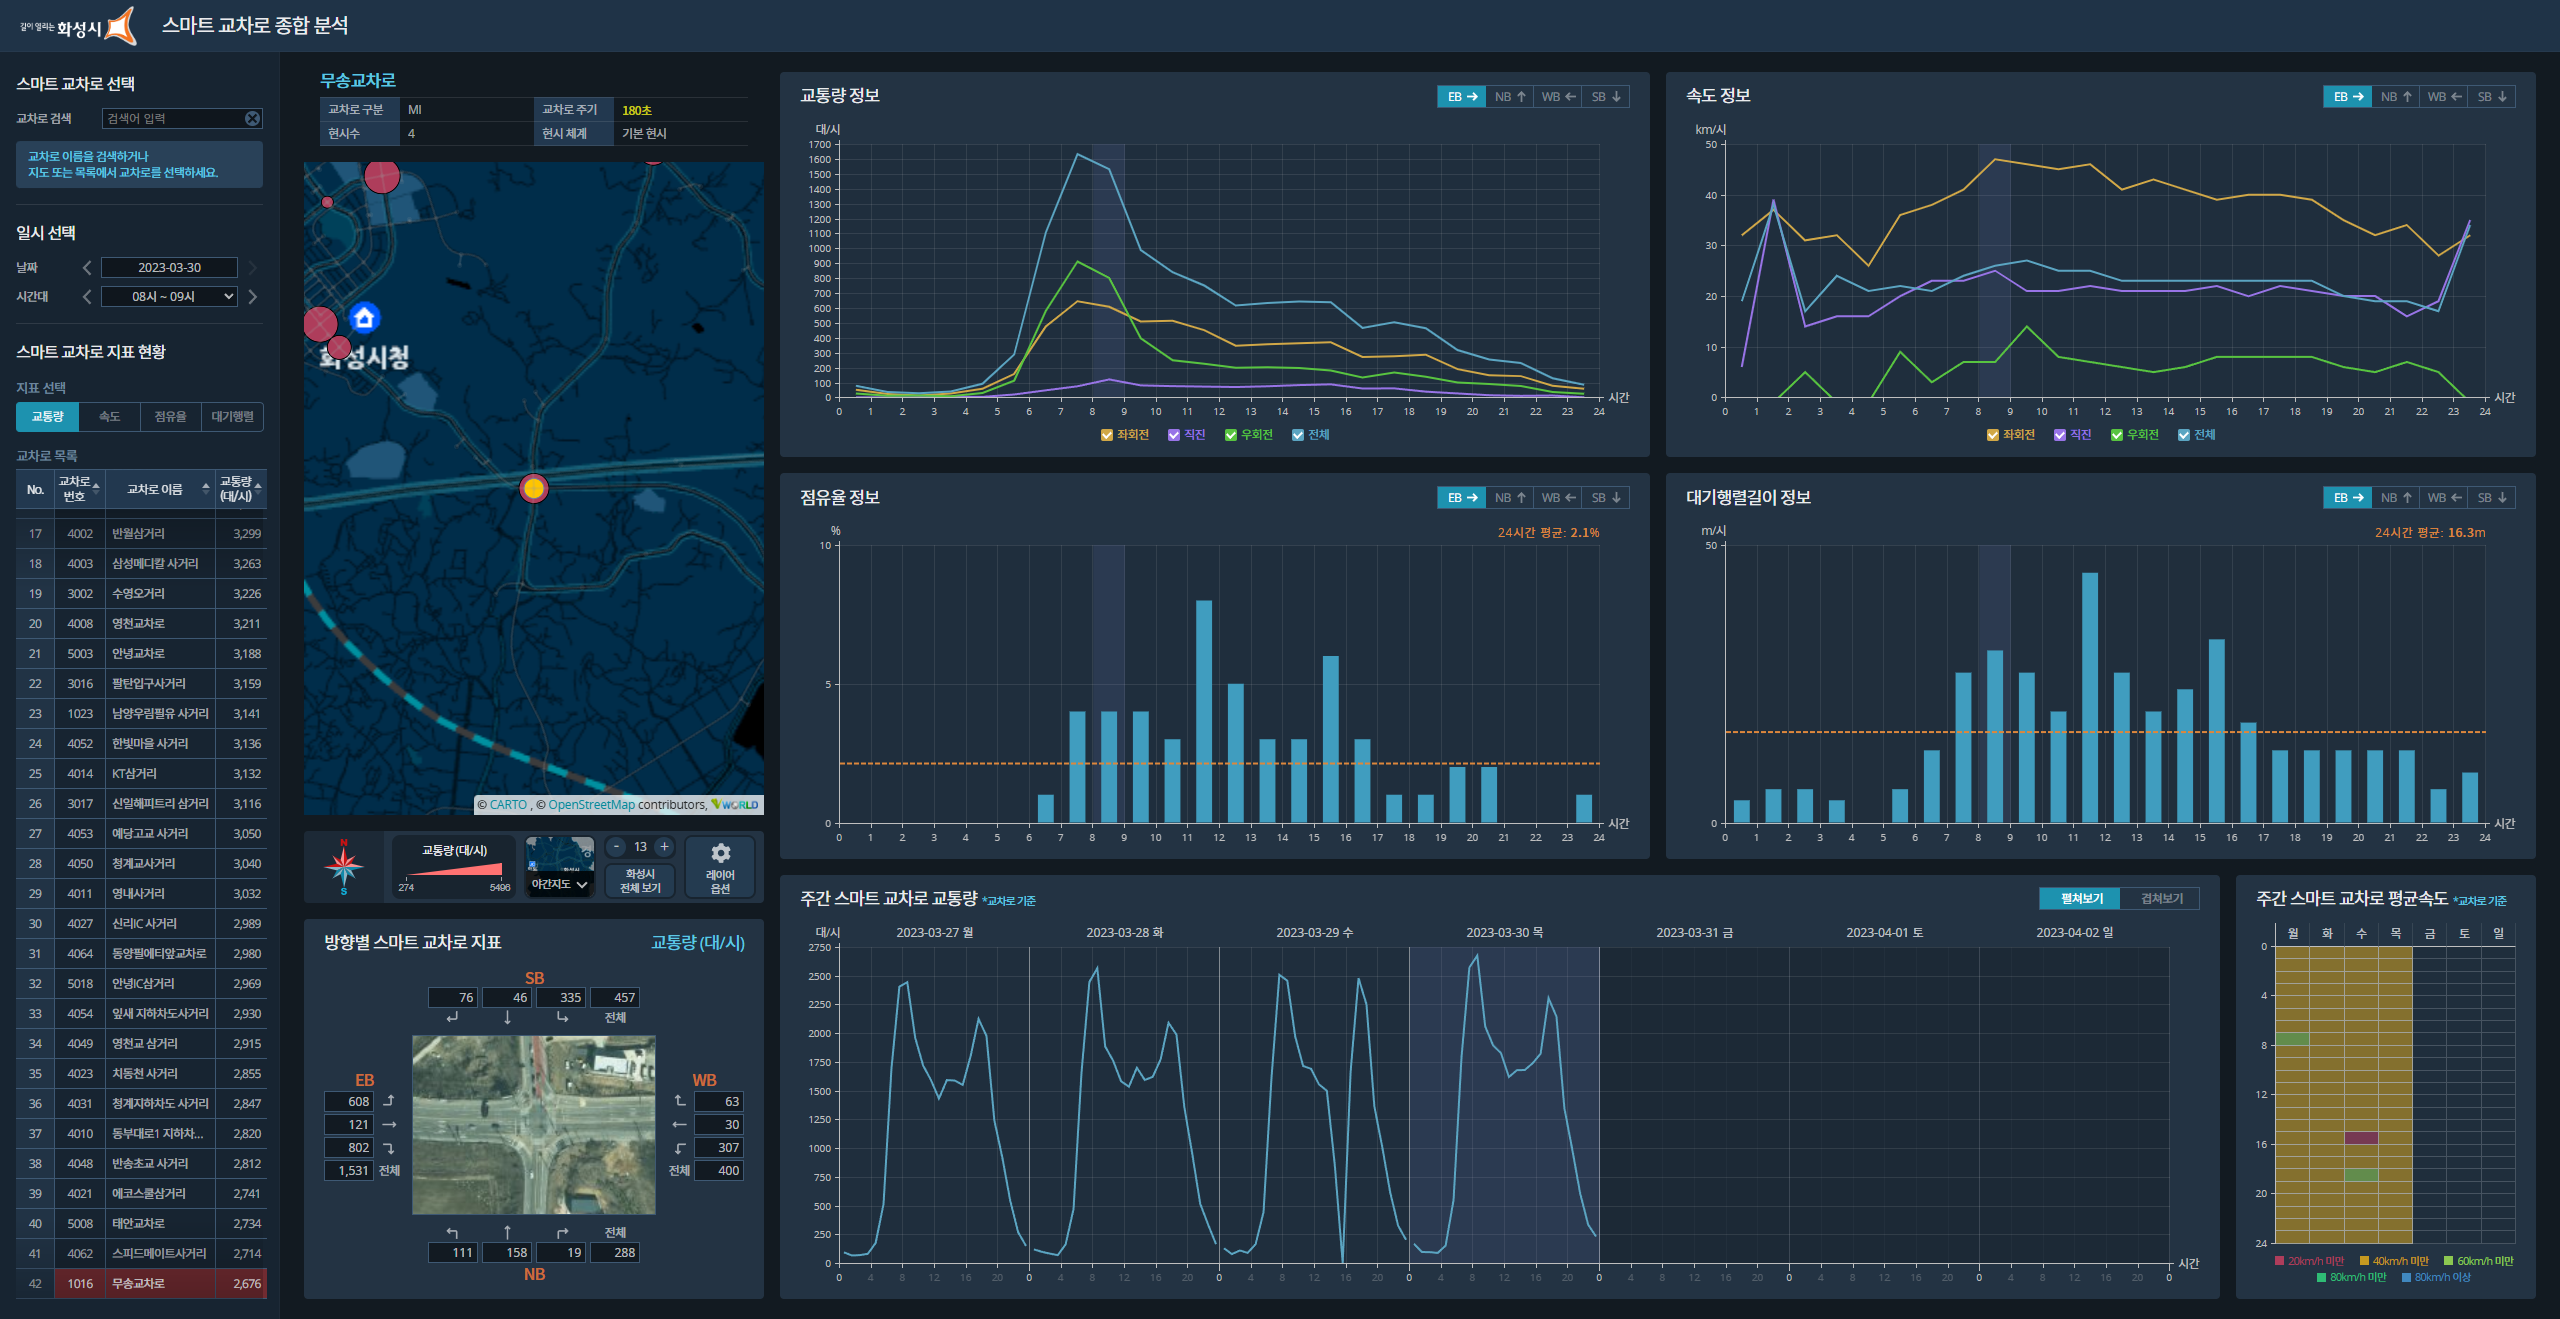 길이 열리는 화성시
스마트 교차로 종합 분석
스마트 교차로 선택
교차로 검색
검색어 입력
교차로 이름을 검색하거나
지도 또는 목록에서 교차로를 선택하세요.
일시 선택
날짜 2023-03-30
시간대 08시 ~ 09시
스마트 교차로 지표 현황
지표 선택
교통량 속도 점유율 대기행렬
교차로 목록
No. 교차로 번호 교차로 이름 교통량 (대/시)
17 4002 반월삼거리 3,299
18 4003 삼성메디칼 사거리 3,263
19 3002 수영오거리 3,226
20 4008 영천교차로 3,211
21 5003 안녕교차로 3,188
22 3016 팔탄입구사거리 3,159
23 1023 남양우림필유 사거리 3,141
24 4052 한빛마을 사거리 3,136
25 4014 KT삼거리 3,132
26 3017 신일해피트리 삼거리 3,116
27 4053 예당고교 사거리 3,050
28 4050 청계교사거리 3,040
29 4011 영내사거리 3,032
30 4027 신리IC 사거리 2,989
31 4064 동양필에티앞교차로 2,980
32 5018 안녕IC삼거리 2,969
33 4054 잎새 지하차도사거리 2,930
34 4049 영천교 삼거리 2,915
35 4023 치동천 사거리 2,855
36 4031 청계지하차도 사거리 2,847
37 4010 동부대로1 지하차... 2,820
38 4048 반송초교 사거리 2,812
39 4021 에코스쿨삼거리 2,741
40 5008 태안교차로 2,734
41 4062 스피드메이트사거리 2,714
42 1016 무송교차로 2,676
무송교차로
교차로 구분 MI 교차로 주기 180초
현시수 4 현시 체계 기본 현시
화성시청
© CARTO , © OpenStreetMap contributors, VWORLD
N
S
교통량 (대/시)
274 5496
야간지도
- 13 +
화성시
전체 보기
레이어
옵션
방향별 스마트 교차로 지표 교통량 (대/시)
SB
76 46 335 457
전체
EB
608
121
802
1,531 전체
WB
63
30
307
전체 400
전체
111 158 19 288
NB
교통량 정보
EB NB WB SB
대/시
1700
1600
1500
1400
1300
1200
1100
1000
900
800
700
600
500
400
300
200
100
0
0 1 2 3 4 5 6 7 8 9 10 11 12 13 14 15 16 17 18 19 20 21 22 23 24 시간
좌회전 직진 우회전 전체
속도 정보
EB NB WB SB
km/시
50
40
30
20
10
0
0 1 2 3 4 5 6 7 8 9 10 11 12 13 14 15 16 17 18 19 20 21 22 23 24 시간
좌회전 직진 우회전 전체
점유율 정보
EB NB WB SB
% 24시간 평균: 2.1%
10
5
0
0 1 2 3 4 5 6 7 8 9 10 11 12 13 14 15 16 17 18 19 20 21 22 23 24 시간
대기행렬길이 정보
EB NB WB SB
m/시 24시간 평균: 16.3m
50
0
0 1 2 3 4 5 6 7 8 9 10 11 12 13 14 15 16 17 18 19 20 21 22 23 24 시간
주간 스마트 교차로 교통량 *교차로 기준
펼쳐보기 겹쳐보기
대/시 2023-03-27 월 2023-03-28 화 2023-03-29 수 2023-03-30 목 2023-03-31 금 2023-04-01 토 2023-04-02 일
2750
2500
2250
2000
1750
1500
1250
1000
750
500
250
0
0 4 8 12 16 20 0 4 8 12 16 20 0 4 8 12 16 20 0 4 8 12 16 20 0 4 8 12 16 20 0 4 8 12 16 20 0 4 8 12 16 20 0 시간
주간 스마트 교차로 평균속도 *교차로 기준
월 화 수 목 금 토 일
0
4
8
12
16
20
24
20km/h 미만 40km/h 미만 60km/h 미만
80km/h 미만 80km/h 이상